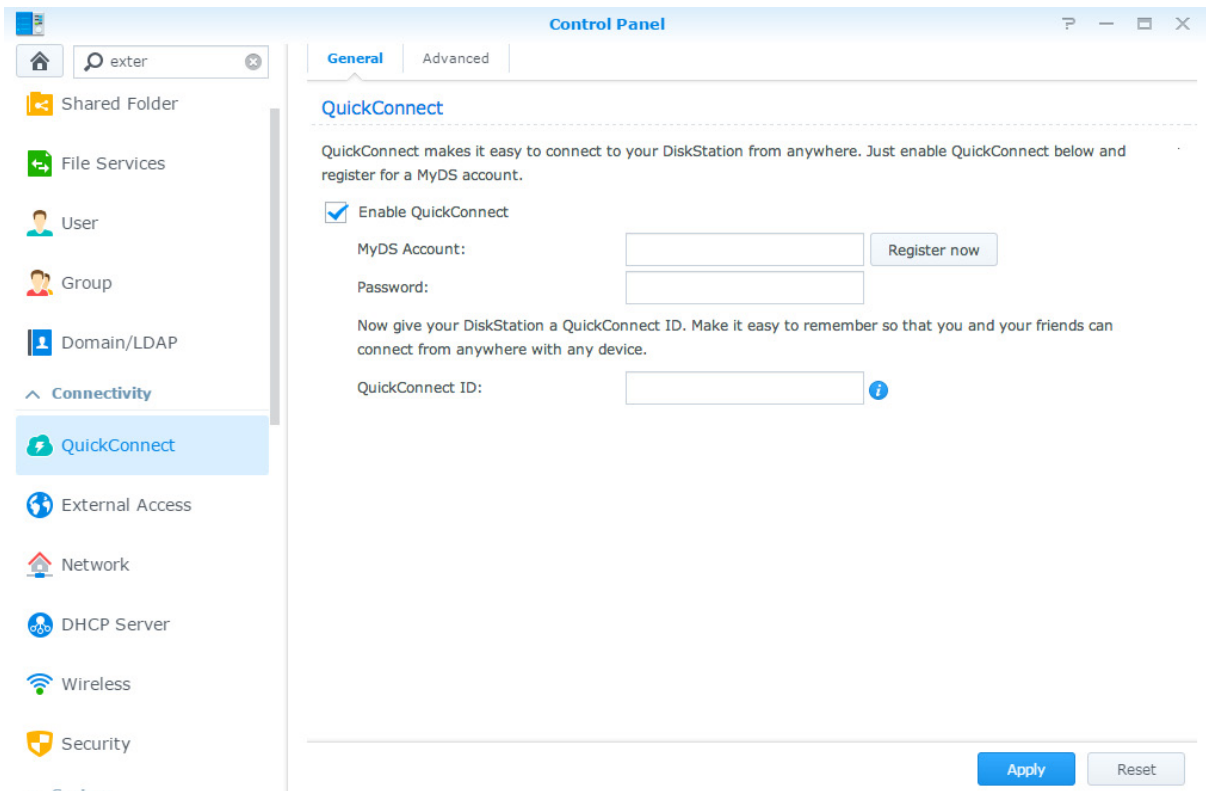 Control Panel
exter
General
Advanced
Shared Folder
File Services
User
Group
Domain/LDAP
Connectivity
QuickConnect
External Access
Network
DHCP Server
Wireless
Security
QuickConnect
QuickConnect makes it easy to connect to your DiskStation from anywhere. Just enable QuickConnect below and
register for a MyDS account.
Enable QuickConnect
MyDS Account:
Register now
Password:
Now give your DiskStation a QuickConnect ID. Make it easy to remember so that you and your friends can
connect from anywhere with any device.
QuickConnect ID:
Apply
Reset